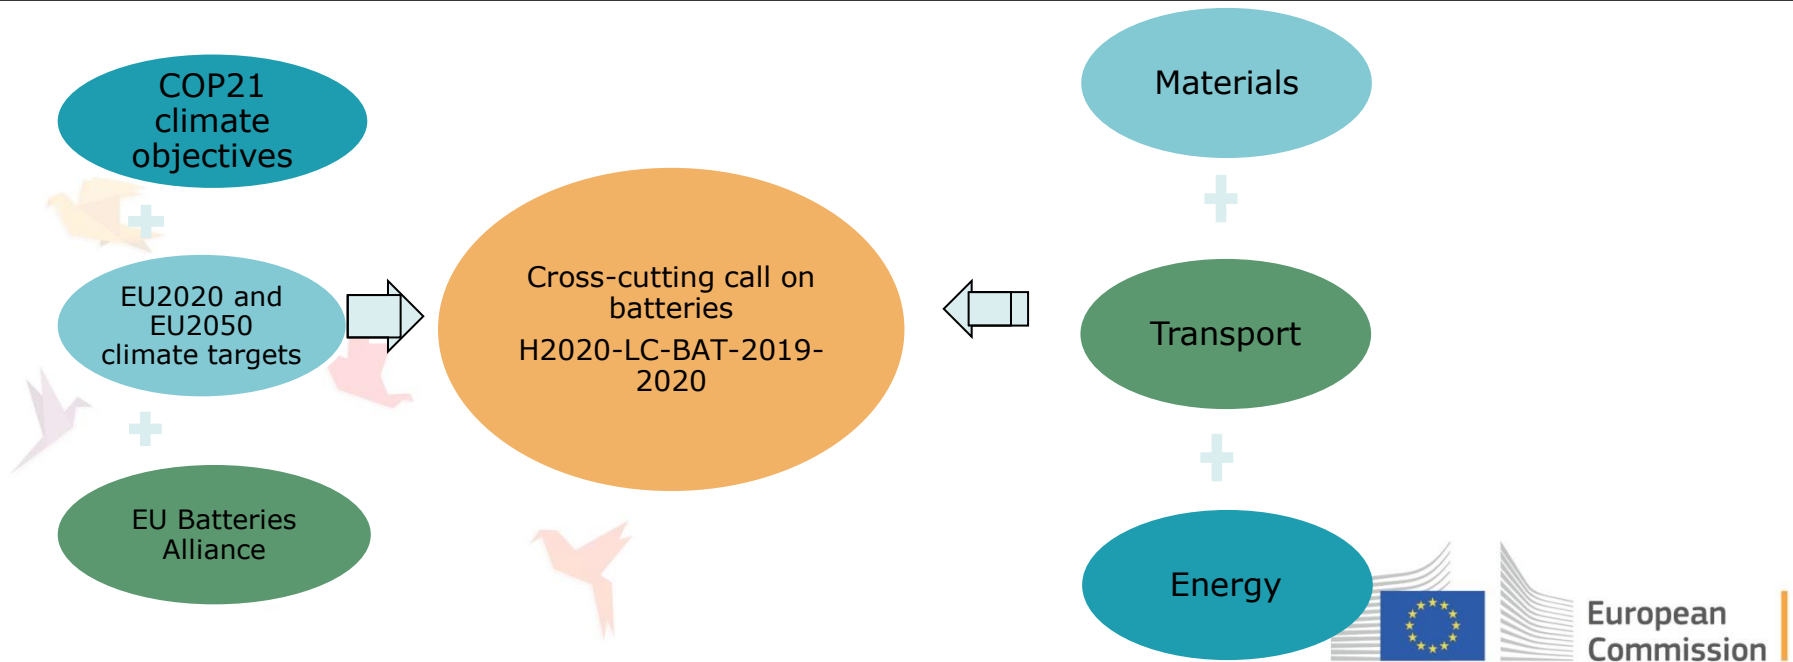 COP21
climate
objectives
EU2020 and
EU2050
climate targets
EU Batteries
Alliance
Cross-cutting call on
batteries
H2020-LC-BAT-2019-
2020
Materials
Transport
Energy
European
Commission